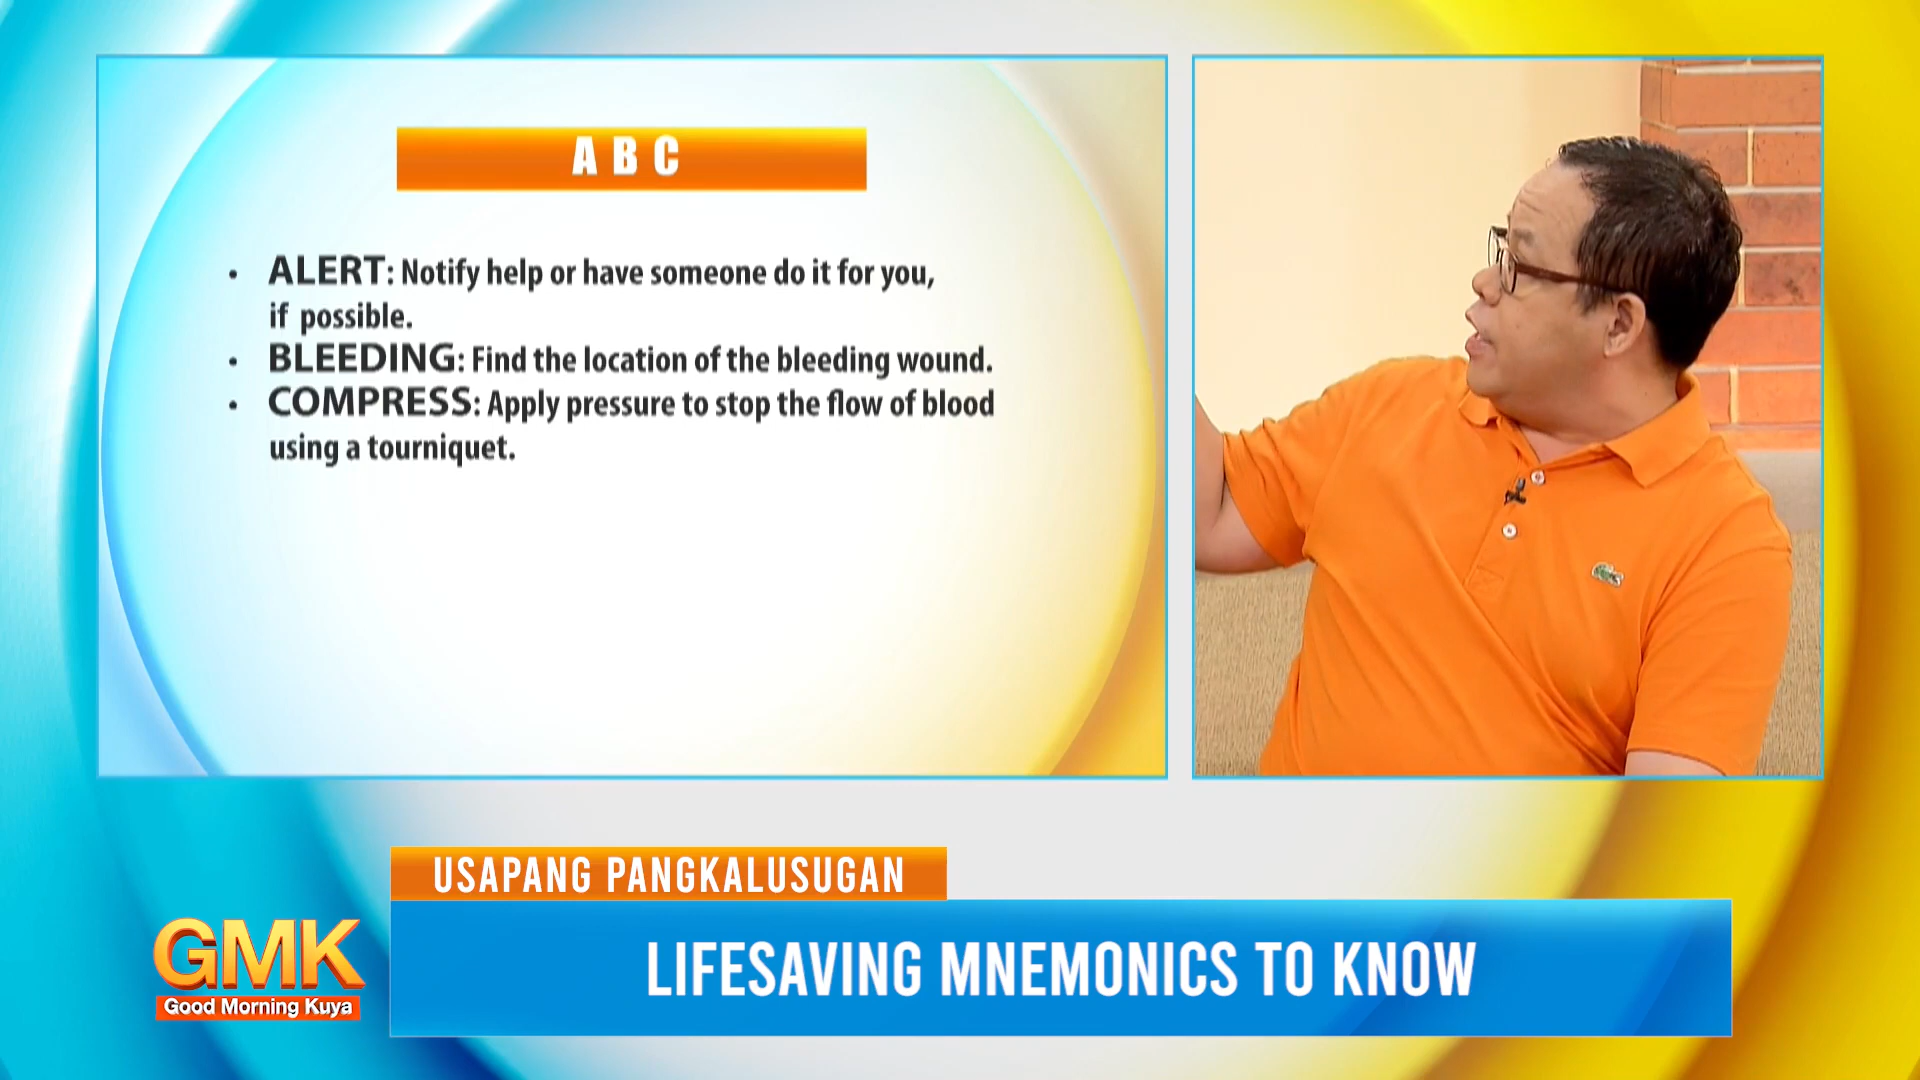 A B C
• ALERT: Notify help or have someone do it for you,
if possible.
• BLEEDING: Find the location of the bleeding wound.
• COMPRESS: Apply pressure to stop the flow of blood
using a tourniquet.
USAPANG PANGKALUSUGAN
LIFESAVING MNEMONICS TO KNOW
GMK
Good Morning Kuya